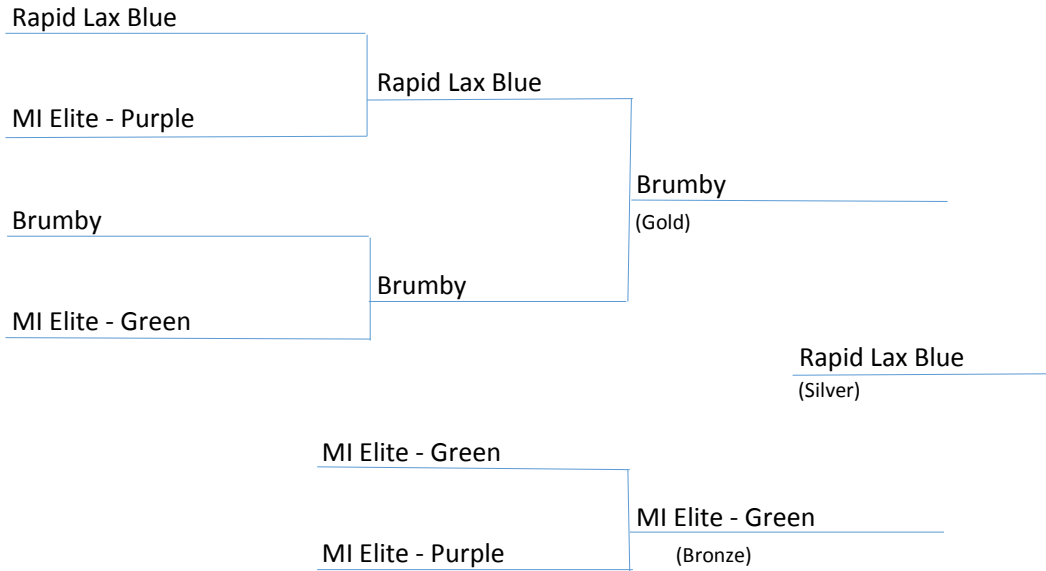 Rapid Lax Blue
Rapid Lax Blue
MI Elite - Purple
Brumby
(Gold)
Brumby
Brumby
MI Elite - Green
Rapid Lax Blue
(Silver)
MI Elite - Green
MI Elite - Green
MI Elite - Purple
(Bronze)